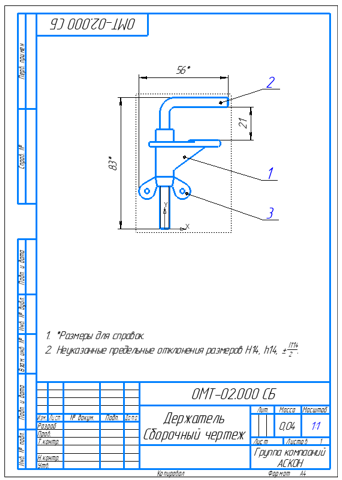 ОМТ-02.000 СБ
56*
2
83*
21
1
3
Y
X
1. *Размеры для справок.
2. Неуказанные предельные отклонения размеров H14, h14, ±IT14/2.
Перв. примен.
Справ. №
Подп. и дата
Инв. № дубл.
Взам. инв. №
Подп. и дата
Инв. № подл.
ОМТ-02.000 СБ
Изм. Лист № докум. Подп. Дата
Разраб.
Пров.
Т.контр.
Н.контр.
Утв.
Держатель
Сборочный чертеж
Лит. Масса Масштаб
0,04 1:1
Лист Листов 1
Группа компаний
АСКОН
Копировал Формат A4